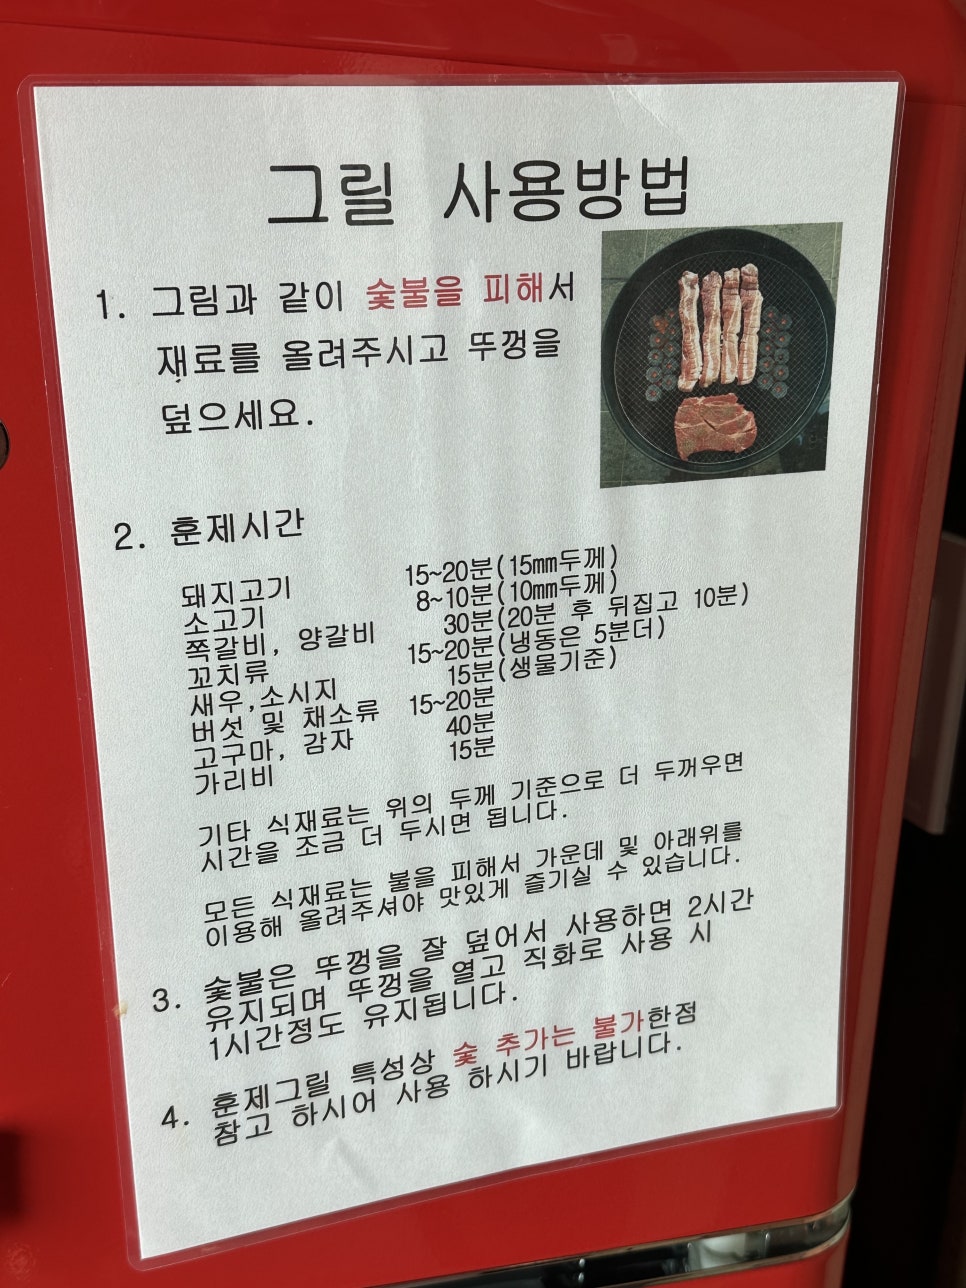 그릴 사용방법
1. 그림과 같이 숯불을 피해서
재료를 올려주시고 뚜껑을
덮으세요.
2. 훈제시간
돼지고기 15~20분(15mm두께)
소고기 8~10분(10mm두께)
쪽갈비, 양갈비 30분(20분 후 뒤집고 10분)
꼬치류 15~20분(냉동은 5분더)
새우,소시지 15분(생물기준)
버섯 및 채소류 15~20분
고구마, 감자 40분
가리비 15분
기타 식재료는 위의 두께 기준으로 더 두꺼우면
시간을 조금 더 두시면 됩니다.
모든 식재료는 불을 피해서 가운데 및 아래위를
이용해 올려주셔야 맛있게 즐기실 수 있습니다.
3. 숯불은 뚜껑을 잘 덮어서 사용하면 2시간
유지되며 뚜껑을 열고 직화로 사용 시
1시간정도 유지됩니다.
4. 훈제그릴 특성상 숯 추가는 불가한점
참고 하시어 사용 하시기 바랍니다.